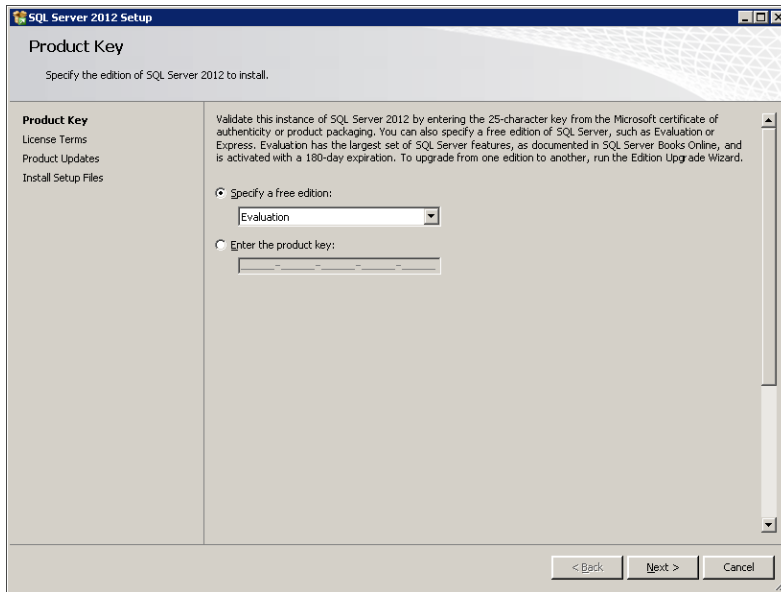 SQL Server 2012 Setup
Product Key
Specify the edition of SQL Server 2012 to install.
Product Key
License Terms
Product Updates
Install Setup Files
Validate this instance of SQL Server 2012 by entering the 25-character key from the Microsoft certificate of
authenticity or product packaging. You can also specify a free edition of SQL Server, such as Evaluation or
Express. Evaluation has the largest set of SQL Server features, as documented in SQL Server Books Online, and
is activated with a 180-day expiration. To upgrade from one edition to another, run the Edition Upgrade Wizard.
Specify a free edition:
Evaluation
Enter the product key:
_____-_____-_____-_____-_____
< Back
Next >
Cancel